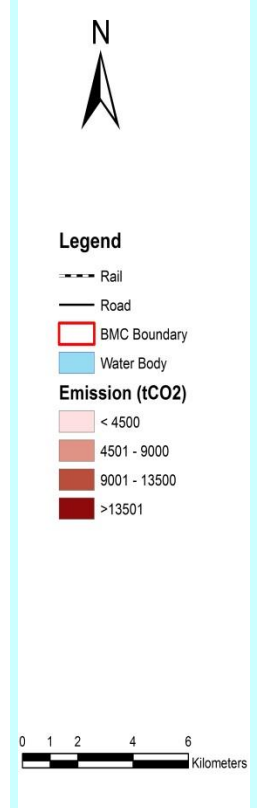 N
Legend
Rail
Road
BMC Boundary
Water Body
Emission (tCO2)
< 4500
4501 - 9000
9001 - 13500
>13501
0 1 2 4 6
Kilometers